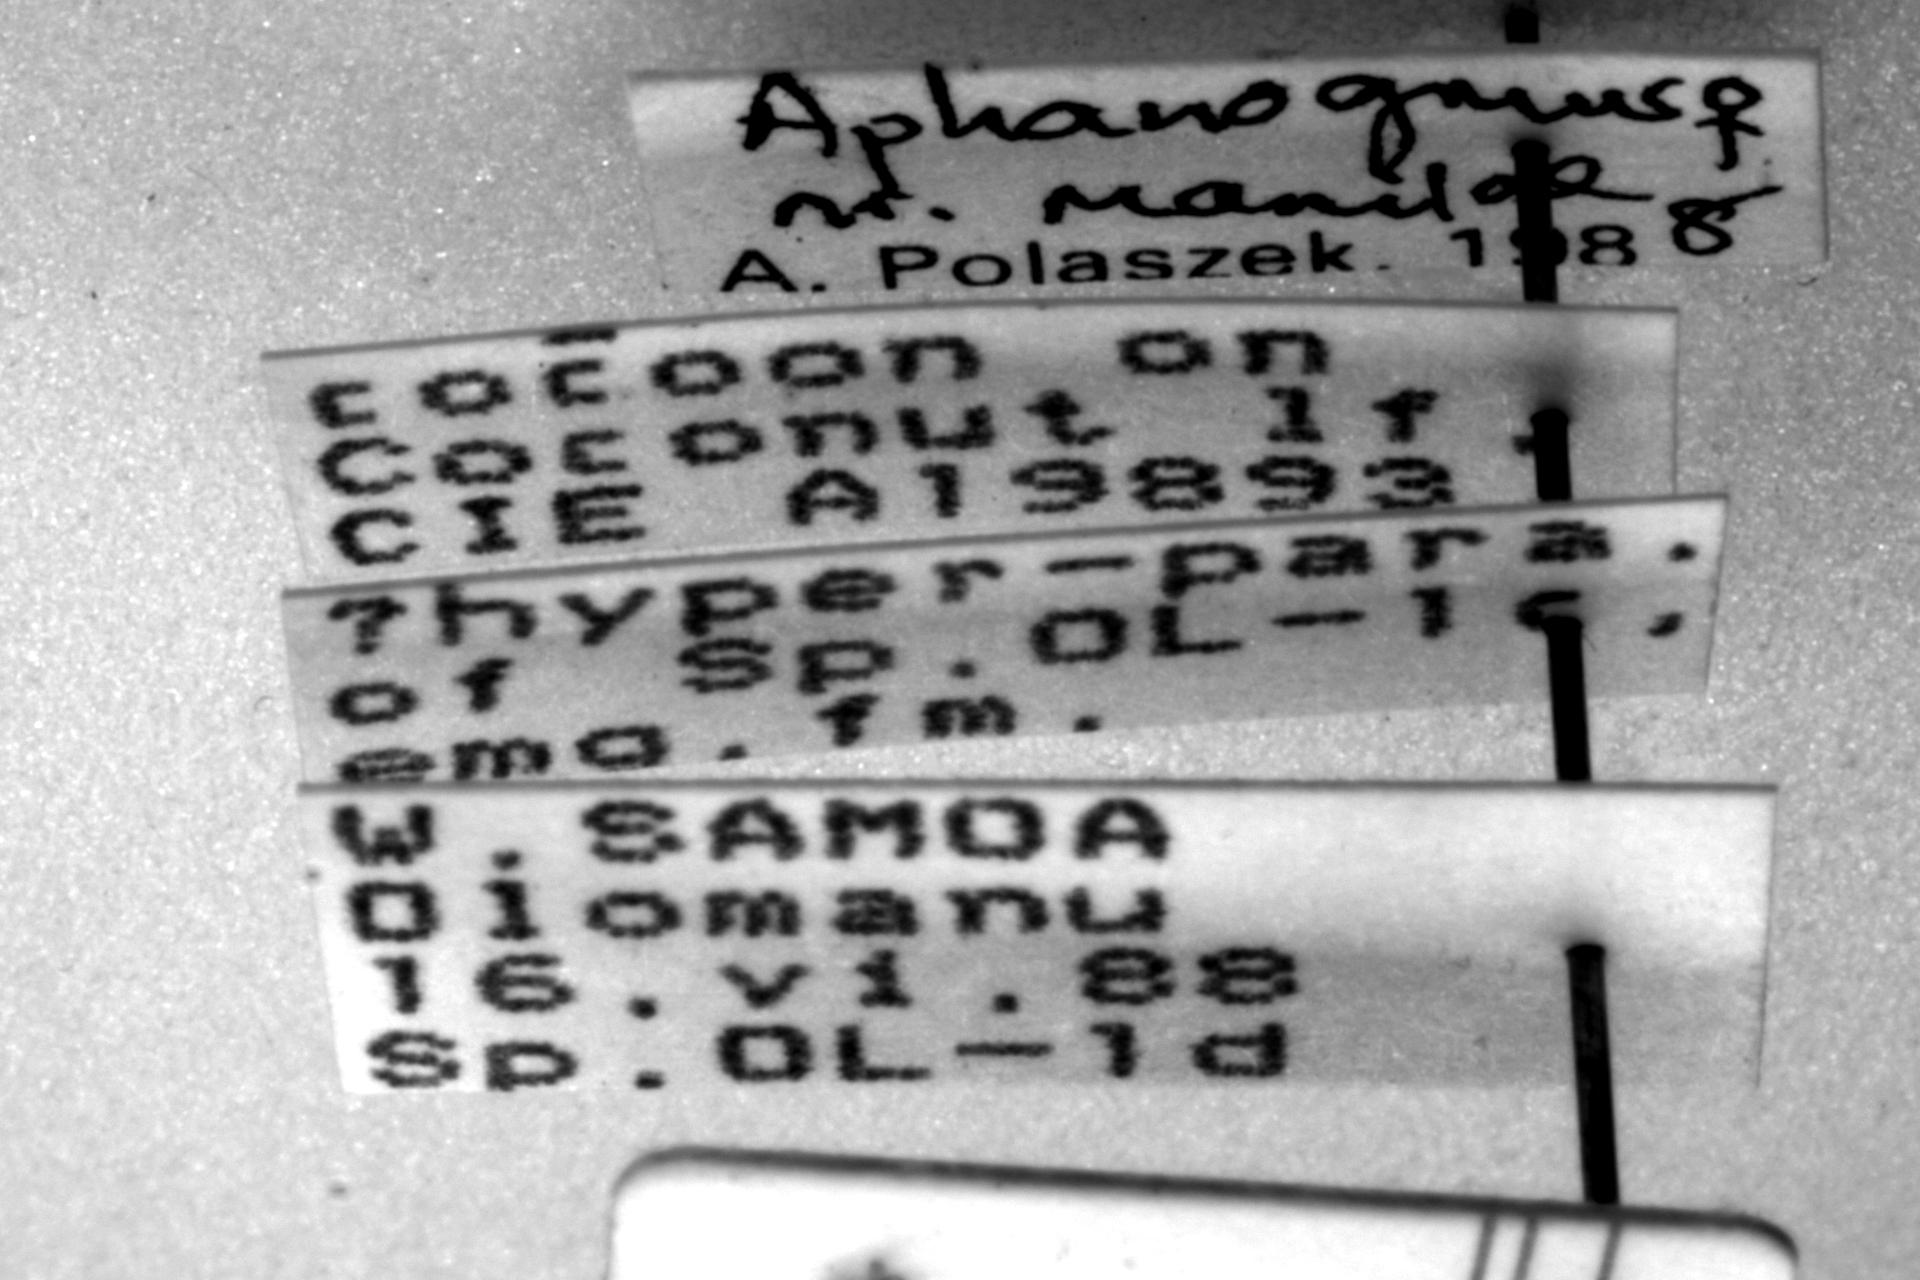 Aphanogmus ♀
nr. manilae
A. Polaszek. 1988
cocoon on
Coconut lf.
CIE A19893
?hyper-para.
of Sp.OL-1c,
emg.fm.
W.SAMOA
Olomanu
16.vi.88
Sp.OL-1d